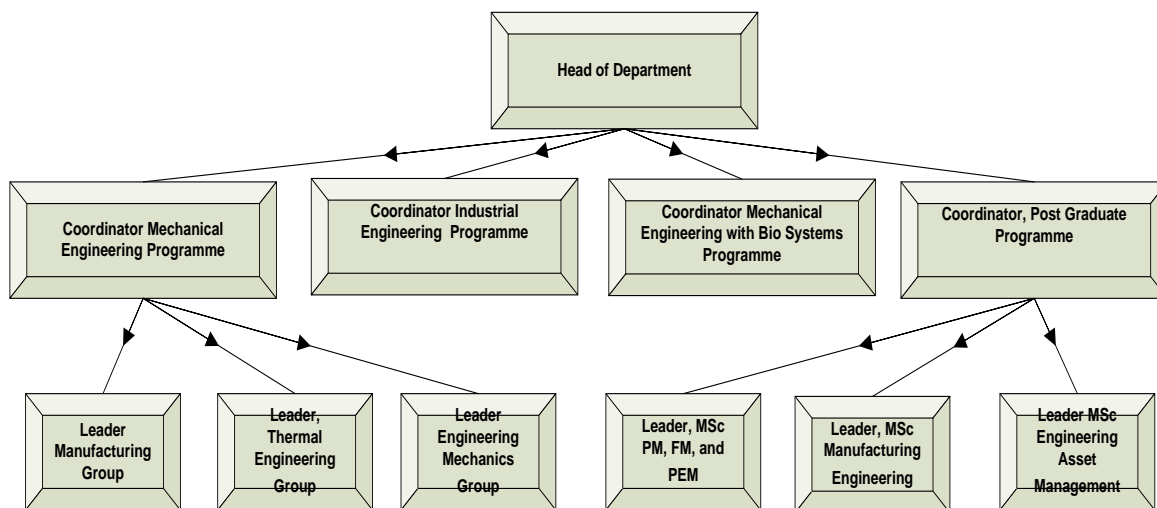 Head of Department
Coordinator Mechanical
Engineering Programme
Coordinator Industrial
Engineering Programme
Coordinator Mechanical
Engineering with Bio Systems
Programme
Coordinator, Post Graduate
Programme
Leader
Manufacturing
Group
Leader,
Thermal
Engineering
Group
Leader
Engineering
Mechanics
Group
Leader, MSc
PM, FM, and
PEM
Leader, MSc
Manufacturing
Engineering
Leader MSc
Engineering
Asset
Management